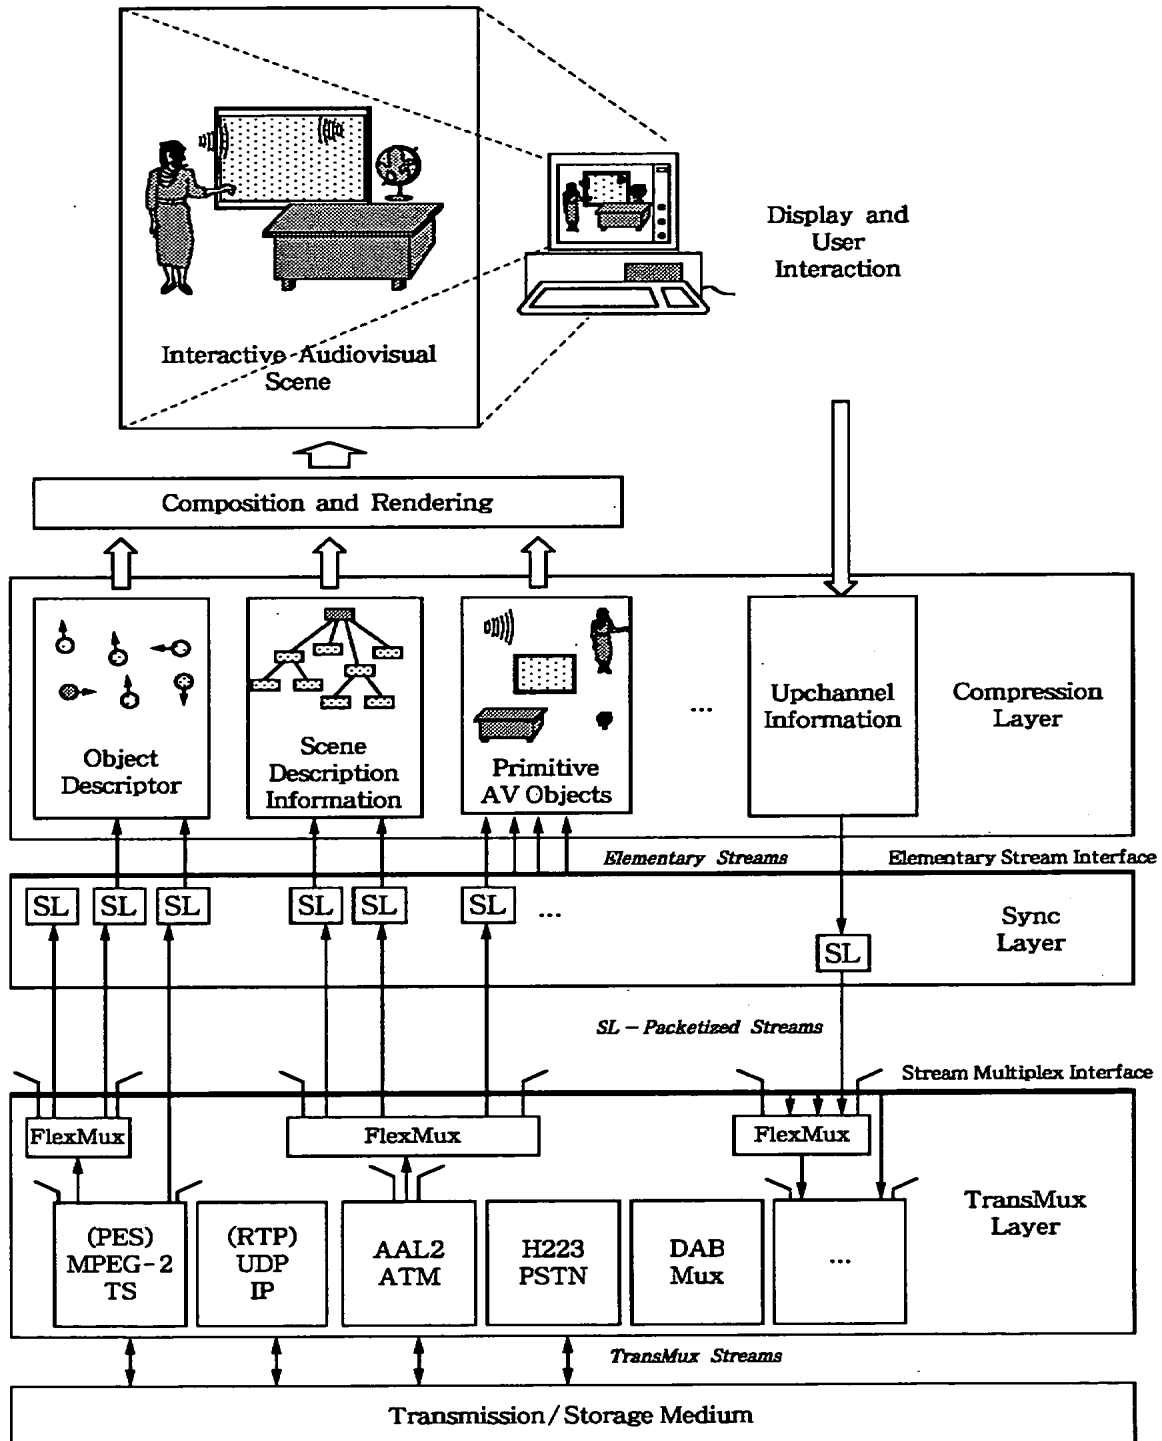 Display and
User
Interaction
Interactive Audiovisual
Scene
Composition and Rendering
Object
Descriptor
Scene
Description
Information
Primitive
AV Objects
...
Upchannel
Information
Compression
Layer
Elementary Streams
Elementary Stream Interface
SL
SL
SL
SL
SL
SL
...
SL
Sync
Layer
SL - Packetized Streams
Stream Multiplex Interface
FlexMux
FlexMux
FlexMux
(PES)
MPEG-2
TS
(RTP)
UDP
IP
AAL2
ATM
H223
PSTN
DAB
Mux
...
TransMux
Layer
TransMux Streams
Transmission/Storage Medium